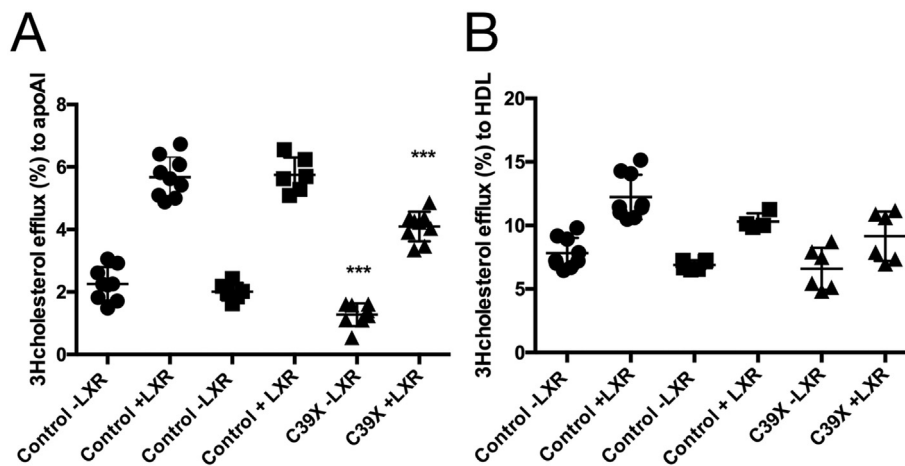 A
3Hcholesterol efflux (%) to apoAI
8
6
4
2
0
***
***
Control -LXR
Control +LXR
Control -LXR
Control + LXR
C39X -LXR
C39X +LXR
B
3Hcholesterol efflux (%) to HDL
20
15
10
5
0
Control -LXR
Control +LXR
Control -LXR
Control + LXR
C39X -LXR
C39X +LXR